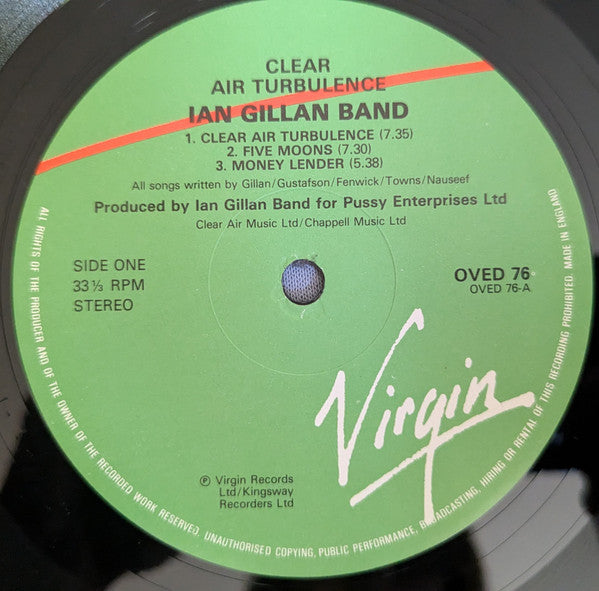 CLEAR
AIR TURBULENCE
IAN GILLAN BAND
1. CLEAR AIR TURBULENCE (7.35)
2. FIVE MOONS (7.30)
3. MONEY LENDER (5.38)
All songs written by Gillan/Gustafson/Fenwick/Towns/Nauseef
Produced by Ian Gillan Band for Pussy Enterprises Ltd
Clear Air Music Ltd/Chappell Music Ltd
SIDE ONE
33⅓ RPM
STEREO
OVED 76
OVED 76-A
Virgin
℗ Virgin Records
Ltd/Kingsway
Recorders Ltd
ALL RIGHTS OF THE PRODUCER AND OF THE OWNER OF THE RECORDED WORK RESERVED. UNAUTHORISED COPYING, PUBLIC PERFORMANCE, BROADCASTING, HIRING OR RENTAL OF THIS RECORDING PROHIBITED. MADE IN ENGLAND